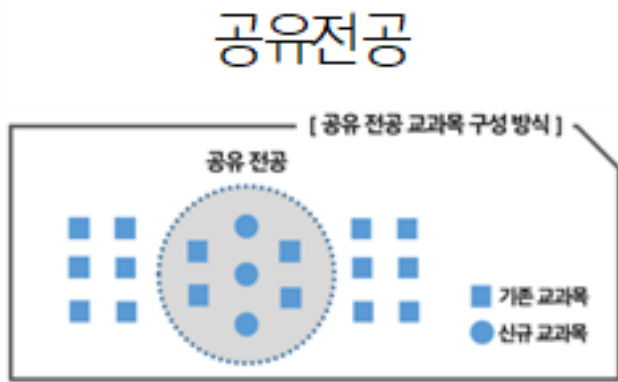 공유전공
[ 공유 전공 교과목 구성 방식 ]
공유 전공
기존 교과목
신규 교과목